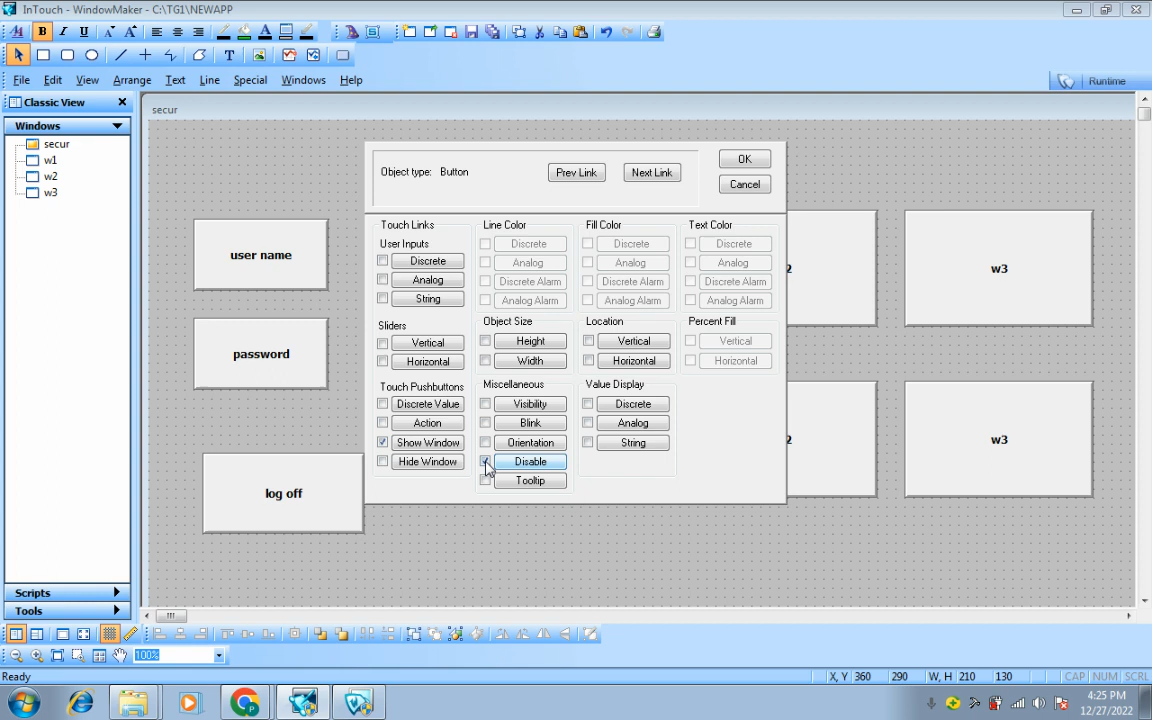 InTouch - WindowMaker - C:\TG1\NEWAPP
B I U A A A
T
File Edit View Arrange Text Line Special Windows Help Runtime
Classic View
Windows
secur
w1
w2
w3
Scripts
Tools
secur
user name
password
log off
Object type: Button Prev Link Next Link OK
Cancel
Touch Links Line Color Fill Color Text Color
User Inputs Discrete Discrete Discrete
Discrete Analog Analog Analog
Analog Discrete Alarm Discrete Alarm Discrete Alarm
String Analog Alarm Analog Alarm Analog Alarm
Sliders Object Size Location Percent Fill
Vertical Height Vertical Vertical
Horizontal Width Horizontal Horizontal
Touch Pushbuttons Miscellaneous Value Display
Discrete Value Visibility Discrete
Action Blink Analog
Show Window Orientation String
Hide Window Disable
Tooltip
2 w3
2 w3
100%
Ready X, Y 360 290 W, H 210 130 CAP NUM SCRL
4:25 PM
12/27/2022